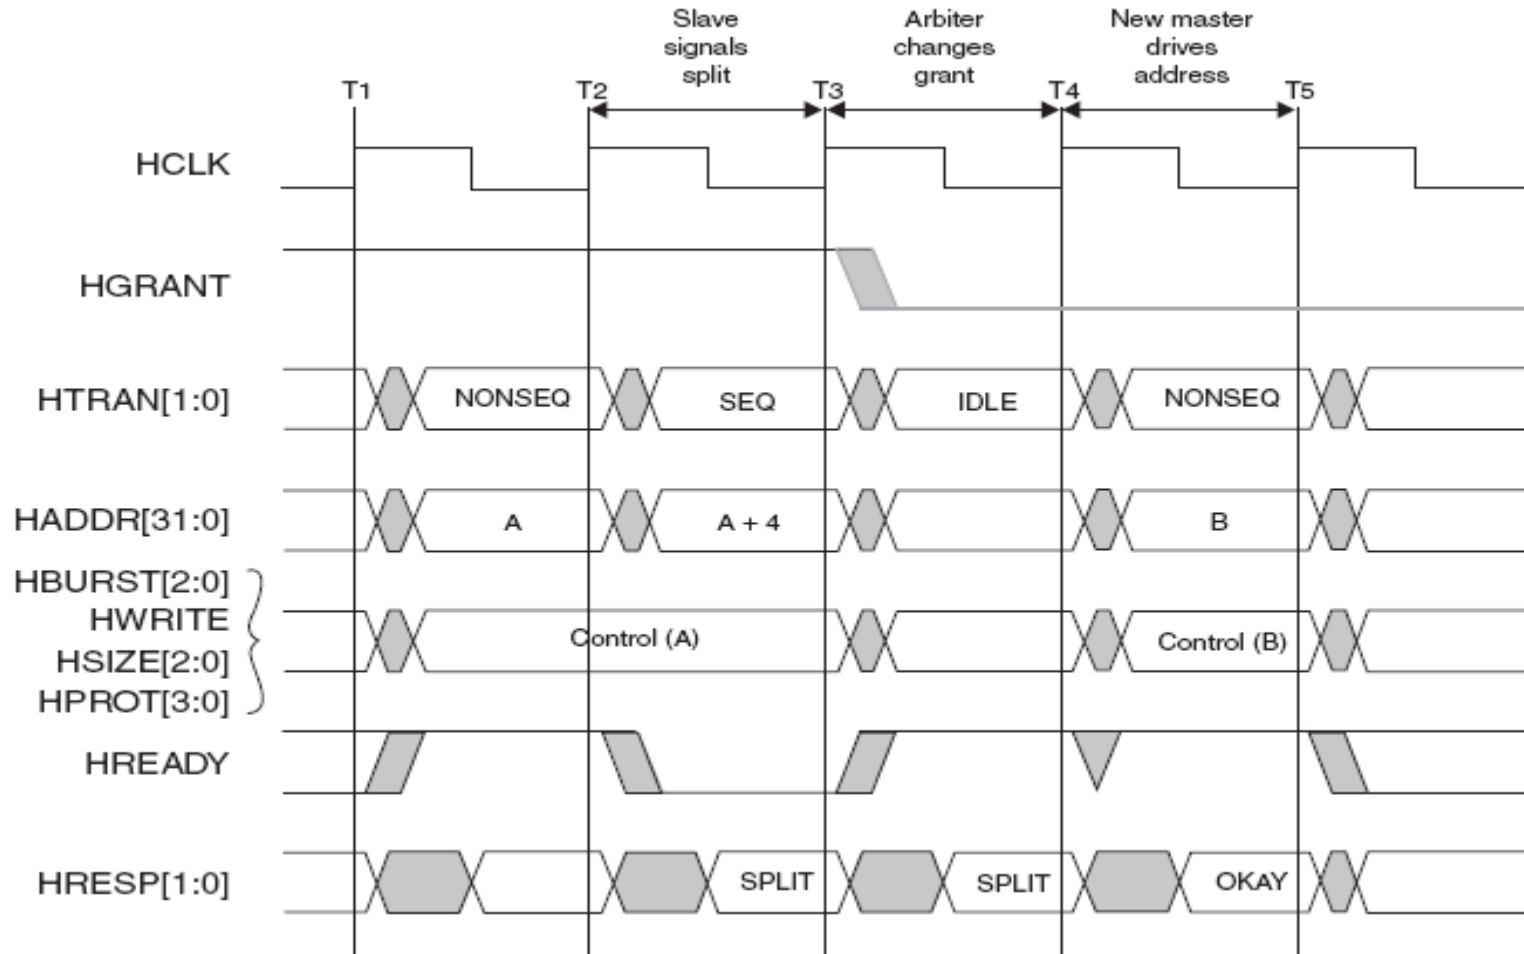 Slave
signals
split
Arbiter
changes
grant
New master
drives
address
T1
T2
T3
T4
T5
HCLK
HGRANT
HTRAN[1:0]
NONSEQ
SEQ
IDLE
NONSEQ
HADDR[31:0]
A
A + 4
B
HBURST[2:0]
HWRITE
HSIZE[2:0]
HPROT[3:0]
Control (A)
Control (B)
HREADY
HRESP[1:0]
SPLIT
SPLIT
OKAY